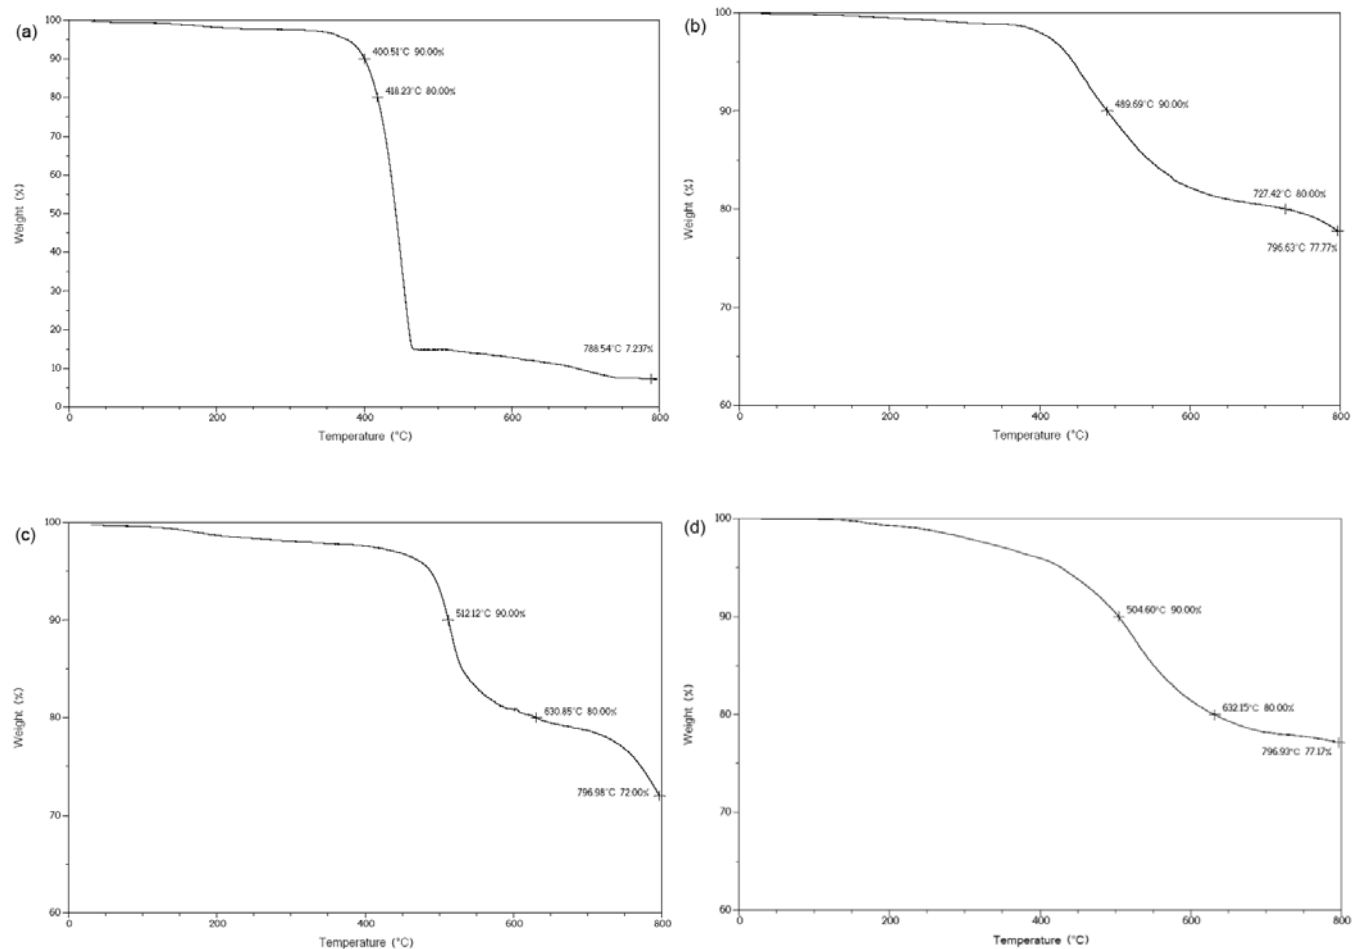 (a)
100
90
80
70
60
50
40
30
20
10
0
Weight (%)
400.51°C 90.00%
418.23°C 80.00%
788.54°C 7.237%
0 200 400 600 800
Temperature (°C)
(b)
100
90
80
70
60
Weight (%)
489.69°C 90.00%
727.42°C 80.00%
796.63°C 77.77%
0 200 400 600 800
Temperature (°C)
(c)
100
90
80
70
60
Weight (%)
512.12°C 90.00%
630.85°C 80.00%
796.98°C 72.00%
0 200 400 600 800
Temperature (°C)
(d)
100
90
80
70
60
Weight (%)
504.60°C 90.00%
632.15°C 80.00%
796.93°C 77.17%
0 200 400 600 800
Temperature (°C)